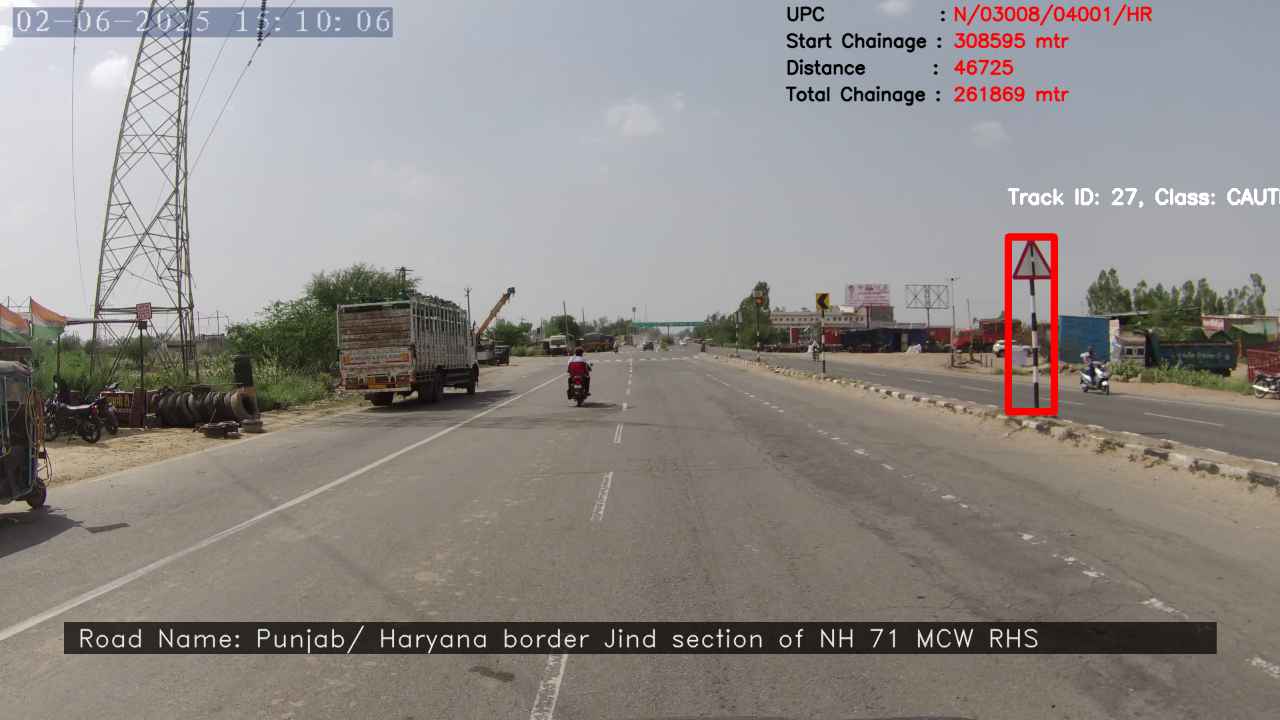 02-06-2025 15:10:06
UPC : N/03008/04001/HR
Start Chainage : 308595 mtr
Distance : 46725
Total Chainage : 261869 mtr
Track ID: 27, Class: CAUTI
Road Name: Punjab/ Haryana border Jind section of NH 71 MCW RHS